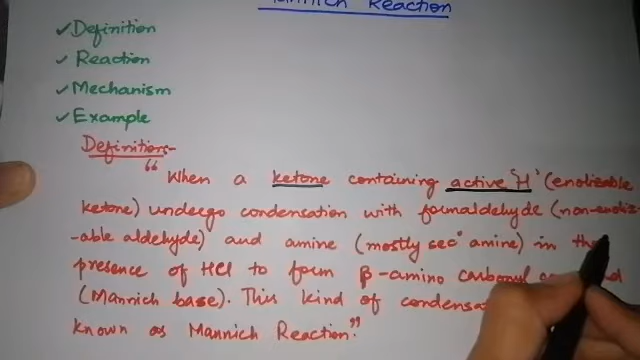 Mannich Reaction
✓ Definition
✓ Reaction
✓ Mechanism
✓ Example
Definition:-
“When a ketone containing active 'H' (enolizable
ketone) undergo condensation with formaldehyde (non-enoliz-
-able aldehyde) and amine (mostly sec° amine) in the
presence of HCl to form β-amino carbonyl
(Mannich base). This kind of
known as Mannich Reaction.”